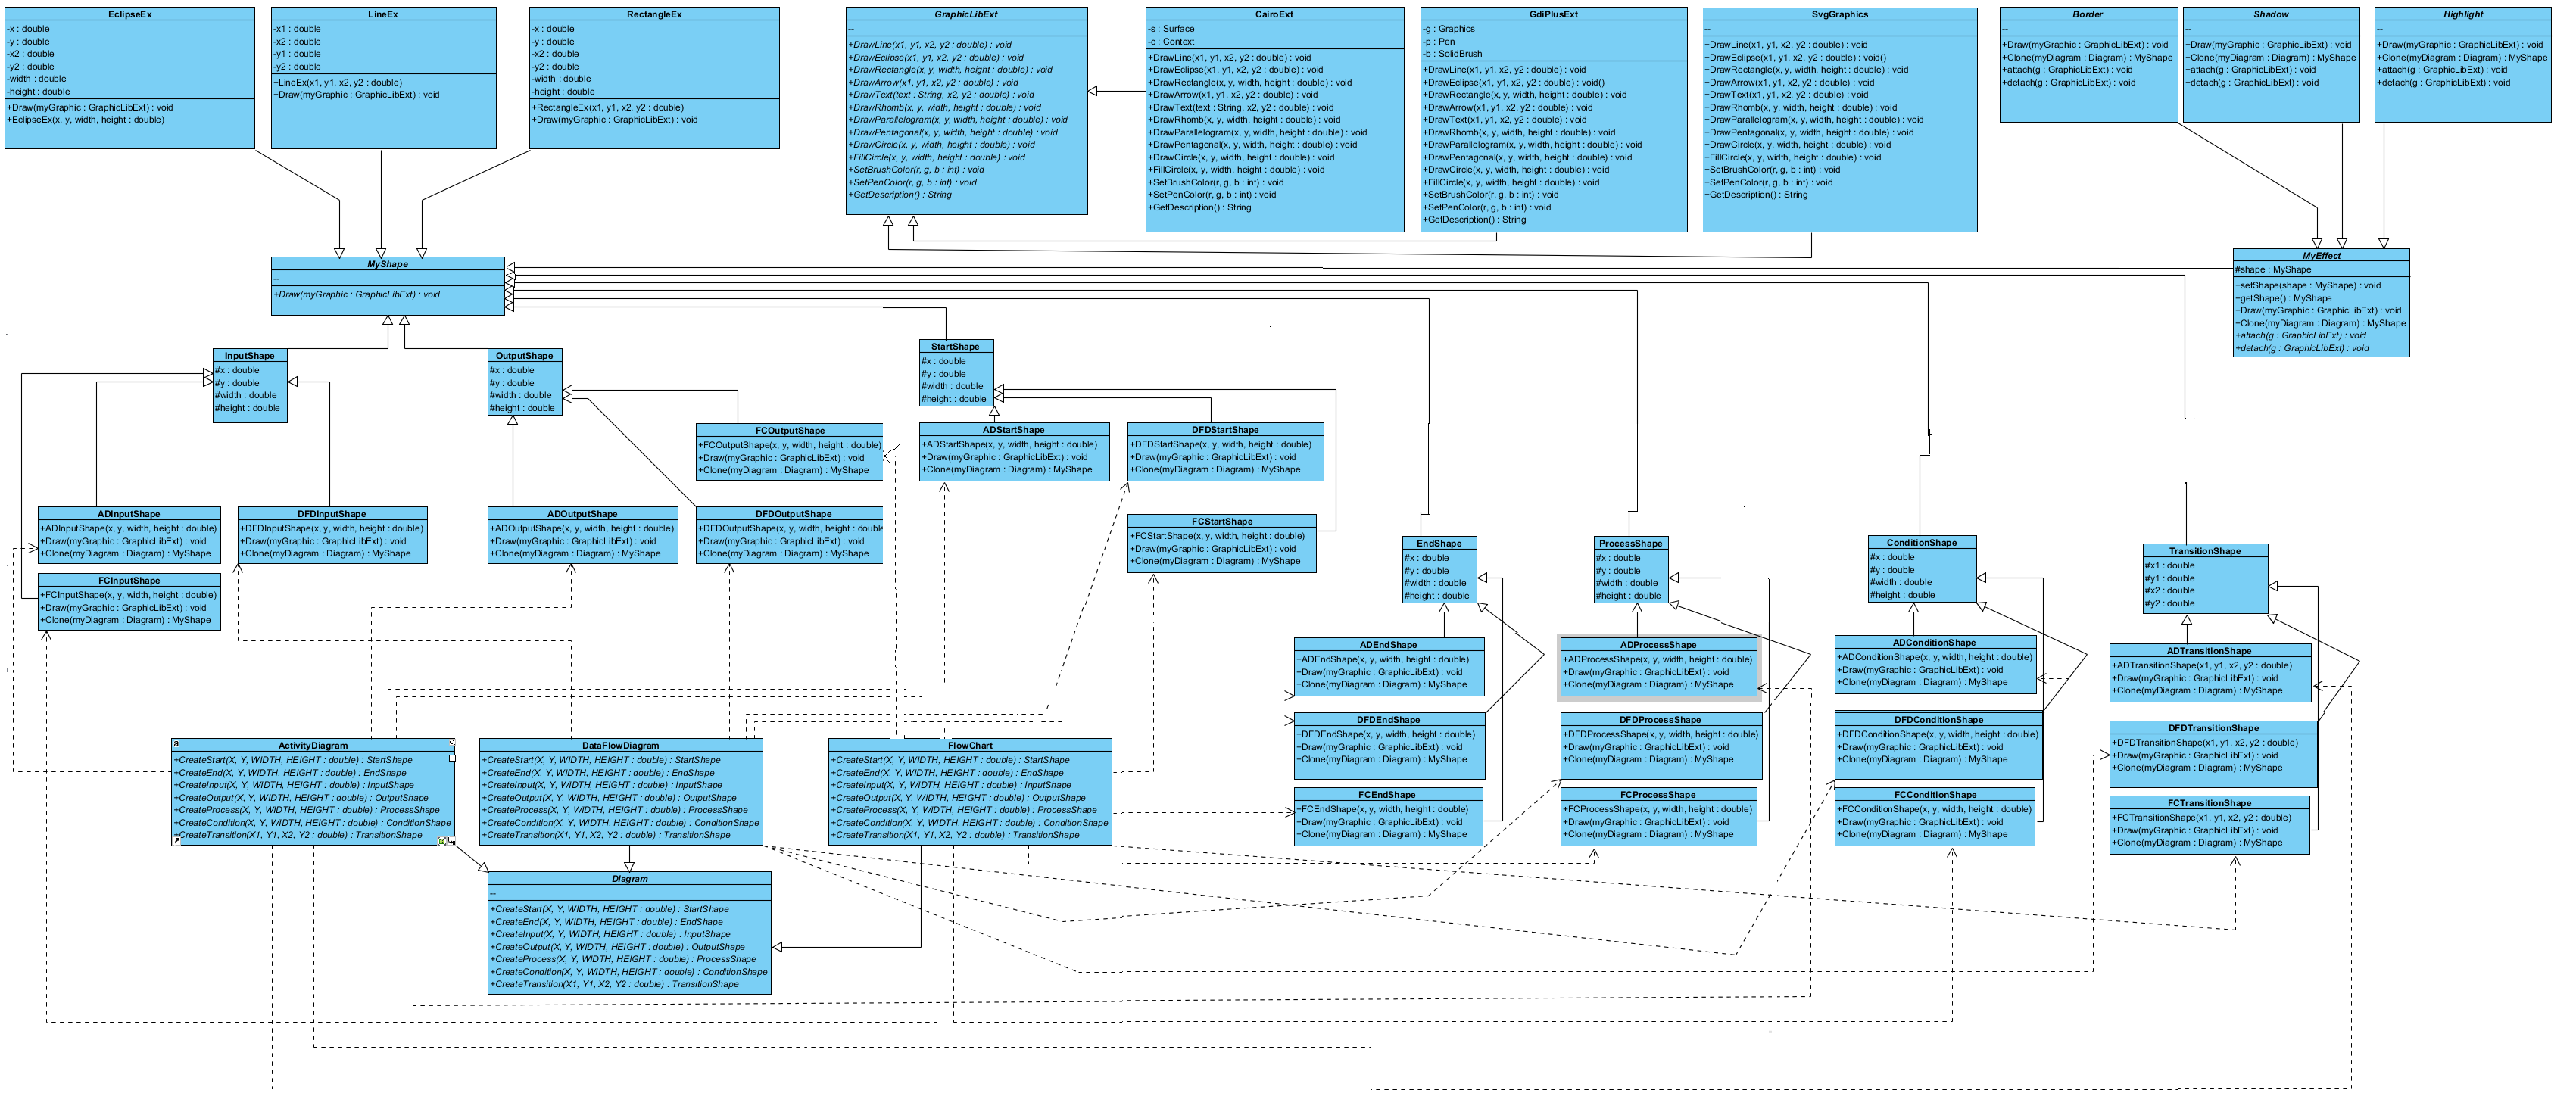 EclipseEx
-x : double
-y : double
-x2 : double
-y2 : double
-width : double
-height : double
+Draw(myGraphic : GraphicLibExt) : void
+EclipseEx(x, y, width, height : double)
LineEx
-x1 : double
-x2 : double
-y1 : double
-y2 : double
+LineEx(x1, y1, x2, y2 : double)
+Draw(myGraphic : GraphicLibExt) : void
RectangleEx
-x : double
-y : double
-x2 : double
-y2 : double
-width : double
-height : double
+RectangleEx(x1, y1, x2, y2 : double)
+Draw(myGraphic : GraphicLibExt) : void
GraphicLibExt
--
+DrawLine(x1, y1, x2, y2 : double) : void
+DrawEclipse(x1, y1, x2, y2 : double) : void
+DrawRectangle(x, y, width, height : double) : void
+DrawArrow(x1, y1, x2, y2 : double) : void
+DrawText(text : String, x2, y2 : double) : void
+DrawRhomb(x, y, width, height : double) : void
+DrawParallelogram(x, y, width, height : double) : void
+DrawPentagonal(x, y, width, height : double) : void
+DrawCircle(x, y, width, height : double) : void
+FillCircle(x, y, width, height : double) : void
+SetBrushColor(r, g, b : int) : void
+SetPenColor(r, g, b : int) : void
+GetDescription() : String
CairoExt
-s : Surface
-c : Context
+DrawLine(x1, y1, x2, y2 : double) : void
+DrawEclipse(x1, y1, x2, y2 : double) : void
+DrawRectangle(x, y, width, height : double) : void
+DrawArrow(x1, y1, x2, y2 : double) : void
+DrawText(text : String, x2, y2 : double) : void
+DrawRhomb(x, y, width, height : double) : void
+DrawParallelogram(x, y, width, height : double) : void
+DrawPentagonal(x, y, width, height : double) : void
+DrawCircle(x, y, width, height : double) : void
+FillCircle(x, y, width, height : double) : void
+SetBrushColor(r, g, b : int) : void
+SetPenColor(r, g, b : int) : void
+GetDescription() : String
GdiPlusExt
-g : Graphics
-p : Pen
-b : SolidBrush
+DrawLine(x1, y1, x2, y2 : double) : void
+DrawEclipse(x1, y1, x2, y2 : double) : void()
+DrawRectangle(x, y, width, height : double) : void
+DrawArrow(x1, y1, x2, y2 : double) : void
+DrawText(x1, y1, x2, y2 : double) : void
+DrawRhomb(x, y, width, height : double) : void
+DrawParallelogram(x, y, width, height : double) : void
+DrawPentagonal(x, y, width, height : double) : void
+DrawCircle(x, y, width, height : double) : void
+FillCircle(x, y, width, height : double) : void
+SetBrushColor(r, g, b : int) : void
+SetPenColor(r, g, b : int) : void
+GetDescription() : String
SvgGraphics
--
+DrawLine(x1, y1, x2, y2 : double) : void
+DrawEclipse(x1, y1, x2, y2 : double) : void()
+DrawRectangle(x, y, width, height : double) : void
+DrawArrow(x1, y1, x2, y2 : double) : void
+DrawText(x1, y1, x2, y2 : double) : void
+DrawRhomb(x, y, width, height : double) : void
+DrawParallelogram(x, y, width, height : double) : void
+DrawPentagonal(x, y, width, height : double) : void
+DrawCircle(x, y, width, height : double) : void
+FillCircle(x, y, width, height : double) : void
+SetBrushColor(r, g, b : int) : void
+SetPenColor(r, g, b : int) : void
+GetDescription() : String
Border
--
+Draw(myGraphic : GraphicLibExt) : void
+Clone(myDiagram : Diagram) : MyShape
+attach(g : GraphicLibExt) : void
+detach(g : GraphicLibExt) : void
Shadow
--
+Draw(myGraphic : GraphicLibExt) : void
+Clone(myDiagram : Diagram) : MyShape
+attach(g : GraphicLibExt) : void
+detach(g : GraphicLibExt) : void
Highlight
--
+Draw(myGraphic : GraphicLibExt) : void
+Clone(myDiagram : Diagram) : MyShape
+attach(g : GraphicLibExt) : void
+detach(g : GraphicLibExt) : void
MyShape
--
+Draw(myGraphic : GraphicLibExt) : void
MyEffect
#shape : MyShape
+setShape(shape : MyShape) : void
+getShape() : MyShape
+Draw(myGraphic : GraphicLibExt) : void
+Clone(myDiagram : Diagram) : MyShape
+attach(g : GraphicLibExt) : void
+detach(g : GraphicLibExt) : void
InputShape
#x : double
#y : double
#width : double
#height : double
OutputShape
#x : double
#y : double
#width : double
#height : double
StartShape
#x : double
#y : double
#width : double
#height : double
FCOutputShape
+FCOutputShape(x, y, width, height : double)
+Draw(myGraphic : GraphicLibExt) : void
+Clone(myDiagram : Diagram) : MyShape
ADStartShape
+ADStartShape(x, y, width, height : double)
+Draw(myGraphic : GraphicLibExt) : void
+Clone(myDiagram : Diagram) : MyShape
DFDStartShape
+DFDStartShape(x, y, width, height : double)
+Draw(myGraphic : GraphicLibExt) : void
+Clone(myDiagram : Diagram) : MyShape
ADInputShape
+ADInputShape(x, y, width, height : double)
+Draw(myGraphic : GraphicLibExt) : void
+Clone(myDiagram : Diagram) : MyShape
DFDInputShape
+DFDInputShape(x, y, width, height : double)
+Draw(myGraphic : GraphicLibExt) : void
+Clone(myDiagram : Diagram) : MyShape
ADOutputShape
+ADOutputShape(x, y, width, height : double)
+Draw(myGraphic : GraphicLibExt) : void
+Clone(myDiagram : Diagram) : MyShape
DFDOutputShape
+DFDOutputShape(x, y, width, height : double
+Draw(myGraphic : GraphicLibExt) : void
+Clone(myDiagram : Diagram) : MyShape
FCStartShape
+FCStartShape(x, y, width, height : double)
+Draw(myGraphic : GraphicLibExt) : void
+Clone(myDiagram : Diagram) : MyShape
FCInputShape
+FCInputShape(x, y, width, height : double)
+Draw(myGraphic : GraphicLibExt) : void
+Clone(myDiagram : Diagram) : MyShape
EndShape
#x : double
#y : double
#width : double
#height : double
ProcessShape
#x : double
#y : double
#width : double
#height : double
ConditionShape
#x : double
#y : double
#width : double
#height : double
TransitionShape
#x1 : double
#y1 : double
#x2 : double
#y2 : double
ADEndShape
+ADEndShape(x, y, width, height : double)
+Draw(myGraphic : GraphicLibExt) : void
+Clone(myDiagram : Diagram) : MyShape
ADProcessShape
+ADProcessShape(x, y, width, height : double)
+Draw(myGraphic : GraphicLibExt) : void
+Clone(myDiagram : Diagram) : MyShape
ADConditionShape
+ADConditionShape(x, y, width, height : double)
+Draw(myGraphic : GraphicLibExt) : void
+Clone(myDiagram : Diagram) : MyShape
ADTransitionShape
+ADTransitionShape(x1, y1, x2, y2 : double)
+Draw(myGraphic : GraphicLibExt) : void
+Clone(myDiagram : Diagram) : MyShape
DFDEndShape
+DFDEndShape(x, y, width, height : double)
+Draw(myGraphic : GraphicLibExt) : void
+Clone(myDiagram : Diagram) : MyShape
DFDProcessShape
+DFDProcessShape(x, y, width, height : double)
+Draw(myGraphic : GraphicLibExt) : void
+Clone(myDiagram : Diagram) : MyShape
DFDConditionShape
+DFDConditionShape(x, y, width, height : double)
+Draw(myGraphic : GraphicLibExt) : void
+Clone(myDiagram : Diagram) : MyShape
DFDTransitionShape
+DFDTransitionShape(x1, y1, x2, y2 : double)
+Draw(myGraphic : GraphicLibExt) : void
+Clone(myDiagram : Diagram) : MyShape
a
ActivityDiagram
+CreateStart(X, Y, WIDTH, HEIGHT : double) : StartShape
+CreateEnd(X, Y, WIDTH, HEIGHT : double) : EndShape
+CreateInput(X, Y, WIDTH, HEIGHT : double) : InputShape
+CreateOutput(X, Y, WIDTH, HEIGHT : double) : OutputShape
+CreateProcess(X, Y, WIDTH, HEIGHT : double) : ProcessShape
+CreateCondition(X, Y, WIDTH, HEIGHT : double) : ConditionShape
+CreateTransition(X1, Y1, X2, Y2 : double) : TransitionShape
DataFlowDiagram
+CreateStart(X, Y, WIDTH, HEIGHT : double) : StartShape
+CreateEnd(X, Y, WIDTH, HEIGHT : double) : EndShape
+CreateInput(X, Y, WIDTH, HEIGHT : double) : InputShape
+CreateOutput(X, Y, WIDTH, HEIGHT : double) : OutputShape
+CreateProcess(X, Y, WIDTH, HEIGHT : double) : ProcessShape
+CreateCondition(X, Y, WIDTH, HEIGHT : double) : ConditionShape
+CreateTransition(X1, Y1, X2, Y2 : double) : TransitionShape
FlowChart
+CreateStart(X, Y, WIDTH, HEIGHT : double) : StartShape
+CreateEnd(X, Y, WIDTH, HEIGHT : double) : EndShape
+CreateInput(X, Y, WIDTH, HEIGHT : double) : InputShape
+CreateOutput(X, Y, WIDTH, HEIGHT : double) : OutputShape
+CreateProcess(X, Y, WIDTH, HEIGHT : double) : ProcessShape
+CreateCondition(X, Y, WIDTH, HEIGHT : double) : ConditionShape
+CreateTransition(X1, Y1, X2, Y2 : double) : TransitionShape
FCEndShape
+FCEndShape(x, y, width, height : double)
+Draw(myGraphic : GraphicLibExt) : void
+Clone(myDiagram : Diagram) : MyShape
FCProcessShape
+FCProcessShape(x, y, width, height : double)
+Draw(myGraphic : GraphicLibExt) : void
+Clone(myDiagram : Diagram) : MyShape
FCConditionShape
+FCConditionShape(x, y, width, height : double)
+Draw(myGraphic : GraphicLibExt) : void
+Clone(myDiagram : Diagram) : MyShape
FCTransitionShape
+FCTransitionShape(x1, y1, x2, y2 : double)
+Draw(myGraphic : GraphicLibExt) : void
+Clone(myDiagram : Diagram) : MyShape
Diagram
--
+CreateStart(X, Y, WIDTH, HEIGHT : double) : StartShape
+CreateEnd(X, Y, WIDTH, HEIGHT : double) : EndShape
+CreateInput(X, Y, WIDTH, HEIGHT : double) : InputShape
+CreateOutput(X, Y, WIDTH, HEIGHT : double) : OutputShape
+CreateProcess(X, Y, WIDTH, HEIGHT : double) : ProcessShape
+CreateCondition(X, Y, WIDTH, HEIGHT : double) : ConditionShape
+CreateTransition(X1, Y1, X2, Y2 : double) : TransitionShape